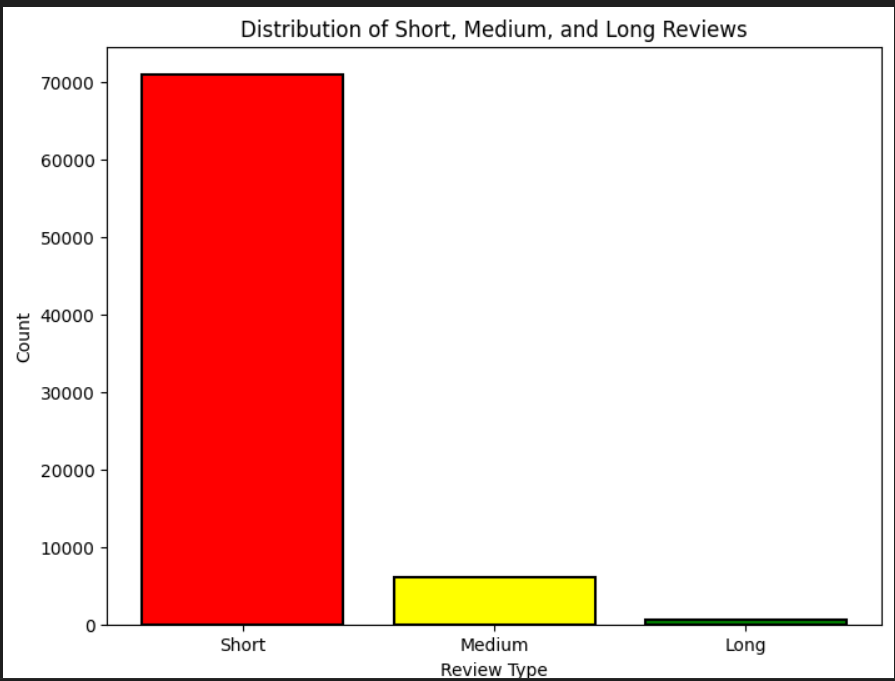 Distribution of Short, Medium, and Long Reviews
70000
60000
50000
40000
30000
20000
10000
0
Count
Short Medium Long
Review Type